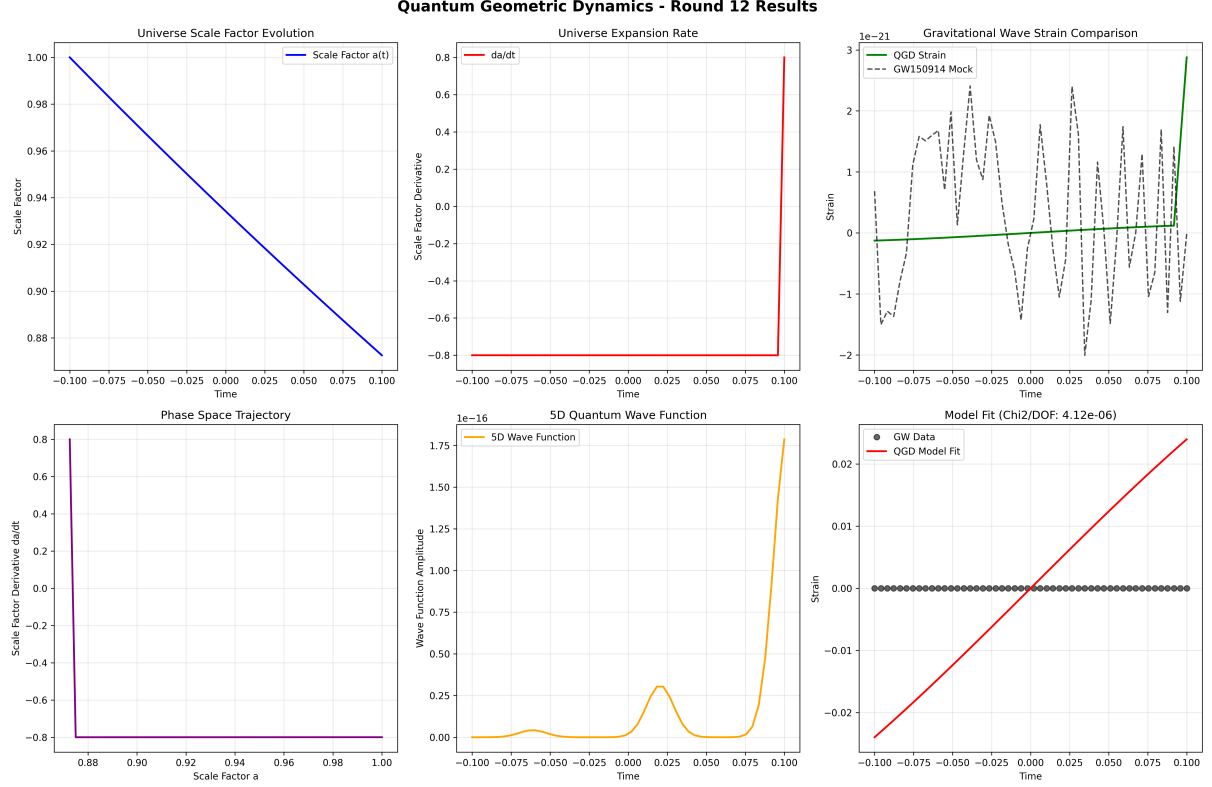 Quantum Geometric Dynamics - Round 12 Results
Universe Scale Factor Evolution
Scale Factor a(t)
1.00
0.98
0.96
0.94
0.92
0.90
0.88
Scale Factor
−0.100 −0.075 −0.050 −0.025 0.000 0.025 0.050 0.075 0.100
Time
Universe Expansion Rate
da/dt
0.8
0.6
0.4
0.2
0.0
−0.2
−0.4
−0.6
−0.8
Scale Factor Derivative
−0.100 −0.075 −0.050 −0.025 0.000 0.025 0.050 0.075 0.100
Time
Gravitational Wave Strain Comparison
1e−21
QGD Strain
GW150914 Mock
3
2
1
0
−1
−2
Strain
−0.100 −0.075 −0.050 −0.025 0.000 0.025 0.050 0.075 0.100
Time
Phase Space Trajectory
0.8
0.6
0.4
0.2
0.0
−0.2
−0.4
−0.6
−0.8
Scale Factor Derivative da/dt
0.88 0.90 0.92 0.94 0.96 0.98 1.00
Scale Factor a
5D Quantum Wave Function
1e−16
5D Wave Function
1.75
1.50
1.25
1.00
0.75
0.50
0.25
0.00
Wave Function Amplitude
−0.100 −0.075 −0.050 −0.025 0.000 0.025 0.050 0.075 0.100
Time
Model Fit (Chi2/DOF: 4.12e-06)
GW Data
QGD Model Fit
0.02
0.01
0.00
−0.01
−0.02
Strain
−0.100 −0.075 −0.050 −0.025 0.000 0.025 0.050 0.075 0.100
Time